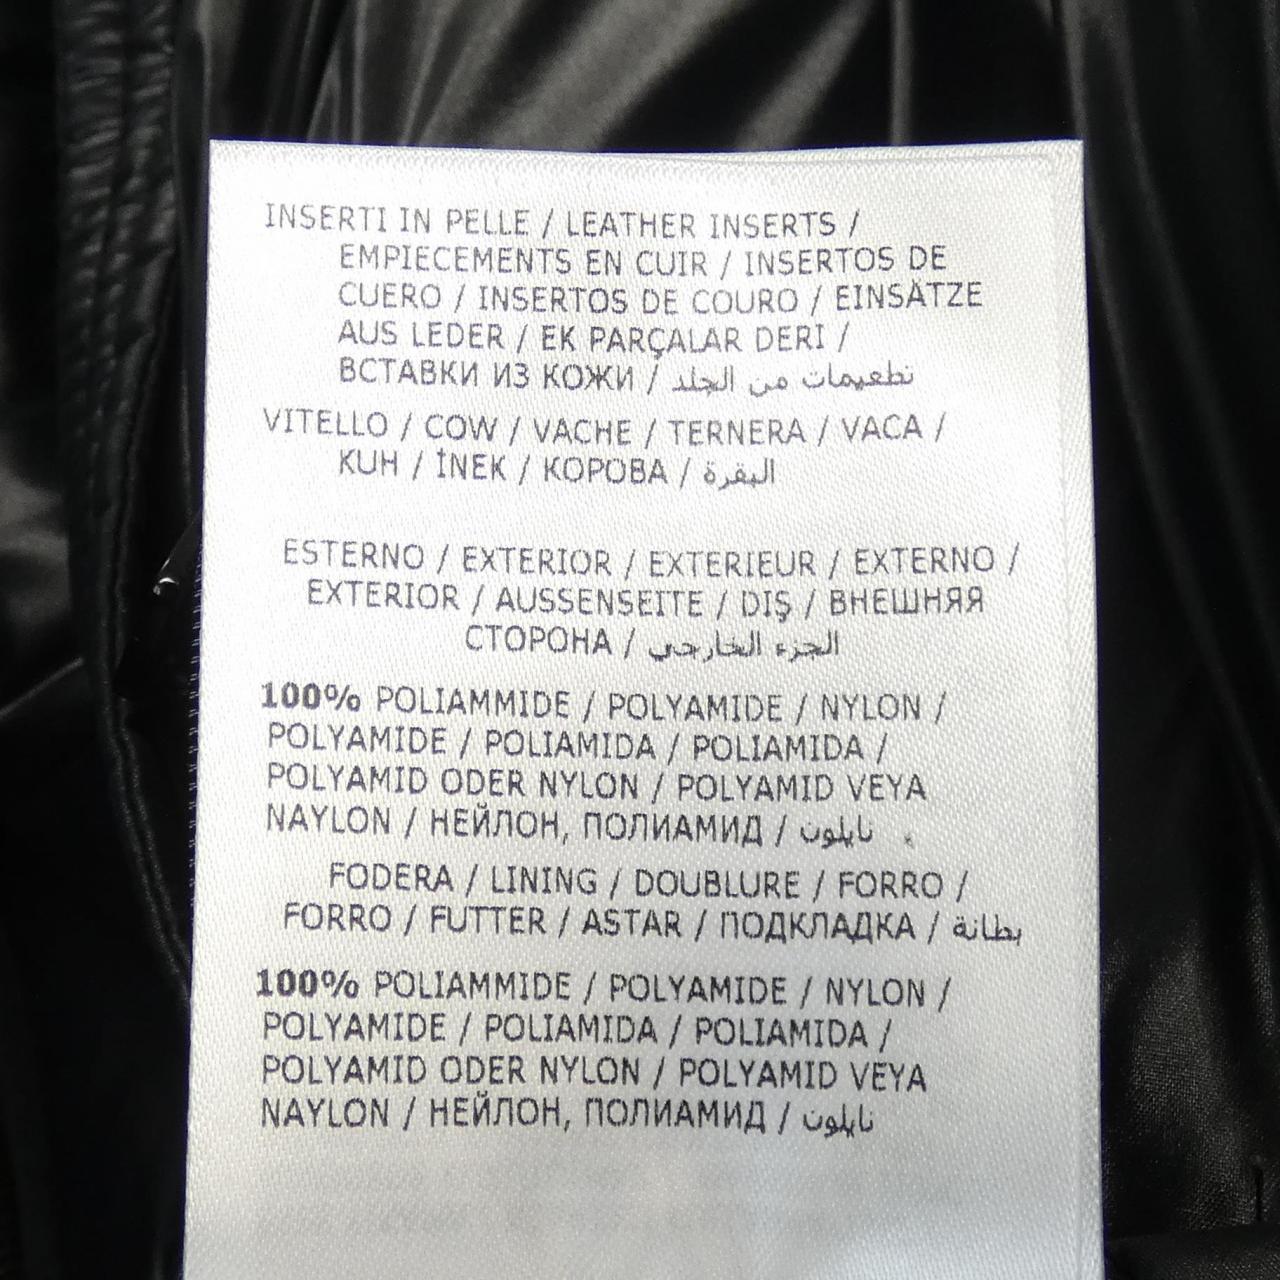 INSERTI IN PELLE / LEATHER INSERTS /
EMPIECEMENTS EN CUIR / INSERTOS DE
CUERO / INSERTOS DE COURO / EINSÄTZE
AUS LEDER / EK PARÇALAR DERI /
ВСТАВКИ ИЗ КОЖИ / تطعيمات من الجلد
VITELLO / COW / VACHE / TERNERA / VACA /
KUH / İNEK / КОРОВА / البقرة
ESTERNO / EXTERIOR / EXTERIEUR / EXTERNO /
EXTERIOR / AUSSENSEITE / DIŞ / ВНЕШНЯЯ
СТОРОНА / الجزء الخارجي
100% POLIAMMIDE / POLYAMIDE / NYLON /
POLYAMIDE / POLIAMIDA / POLIAMIDA /
POLYAMID ODER NYLON / POLYAMID VEYA
NAYLON / НЕЙЛОН, ПОЛИАМИД / نايلون
FODERA / LINING / DOUBLURE / FORRO /
FORRO / FUTTER / ASTAR / ПОДКЛАДКА / بطانة
100% POLIAMMIDE / POLYAMIDE / NYLON /
POLYAMIDE / POLIAMIDA / POLIAMIDA /
POLYAMID ODER NYLON / POLYAMID VEYA
NAYLON / НЕЙЛОН, ПОЛИАМИД / نايلون